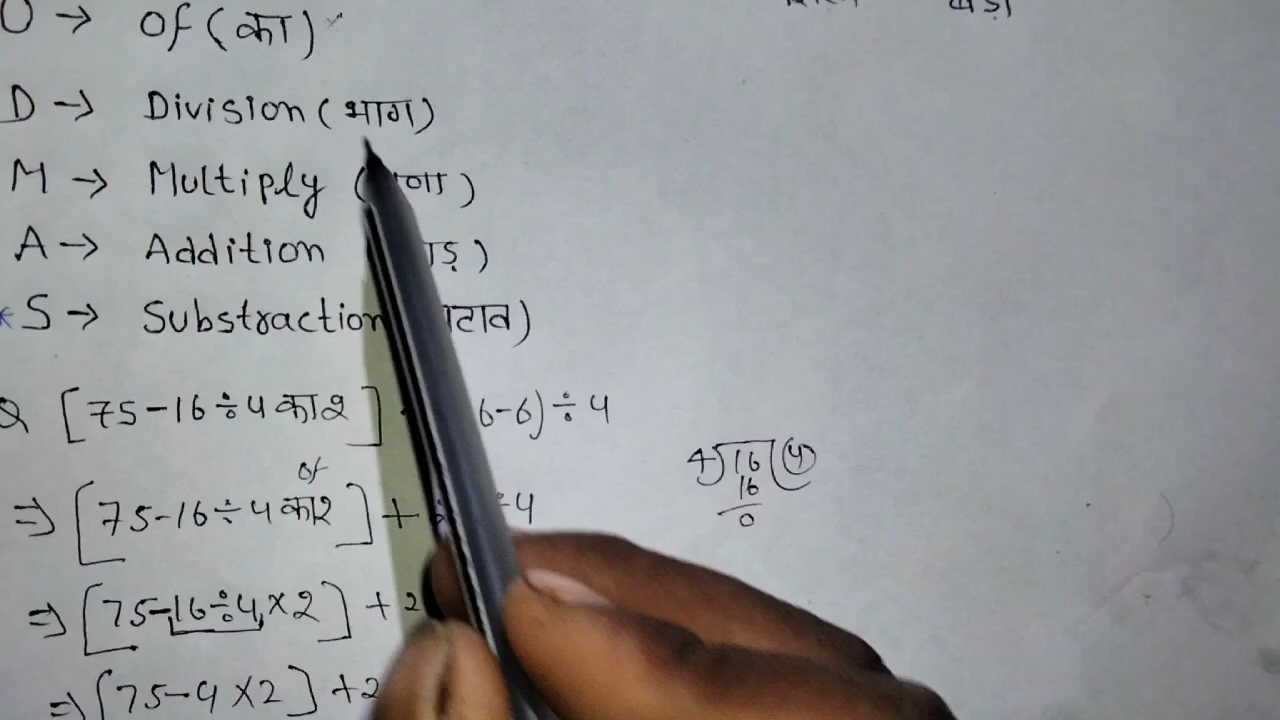 O → Of (का)
D → Division (भाग)
M → Multiply (
A → Addition
S → Substraction
[75-16÷4 का 2] 6-6)÷4
4)16(4
16
0
of
⇒ [75-16÷4 का 2] + ÷4
⇒ [75-16÷4×2] + 2
⇒ [75-4×2] + 2